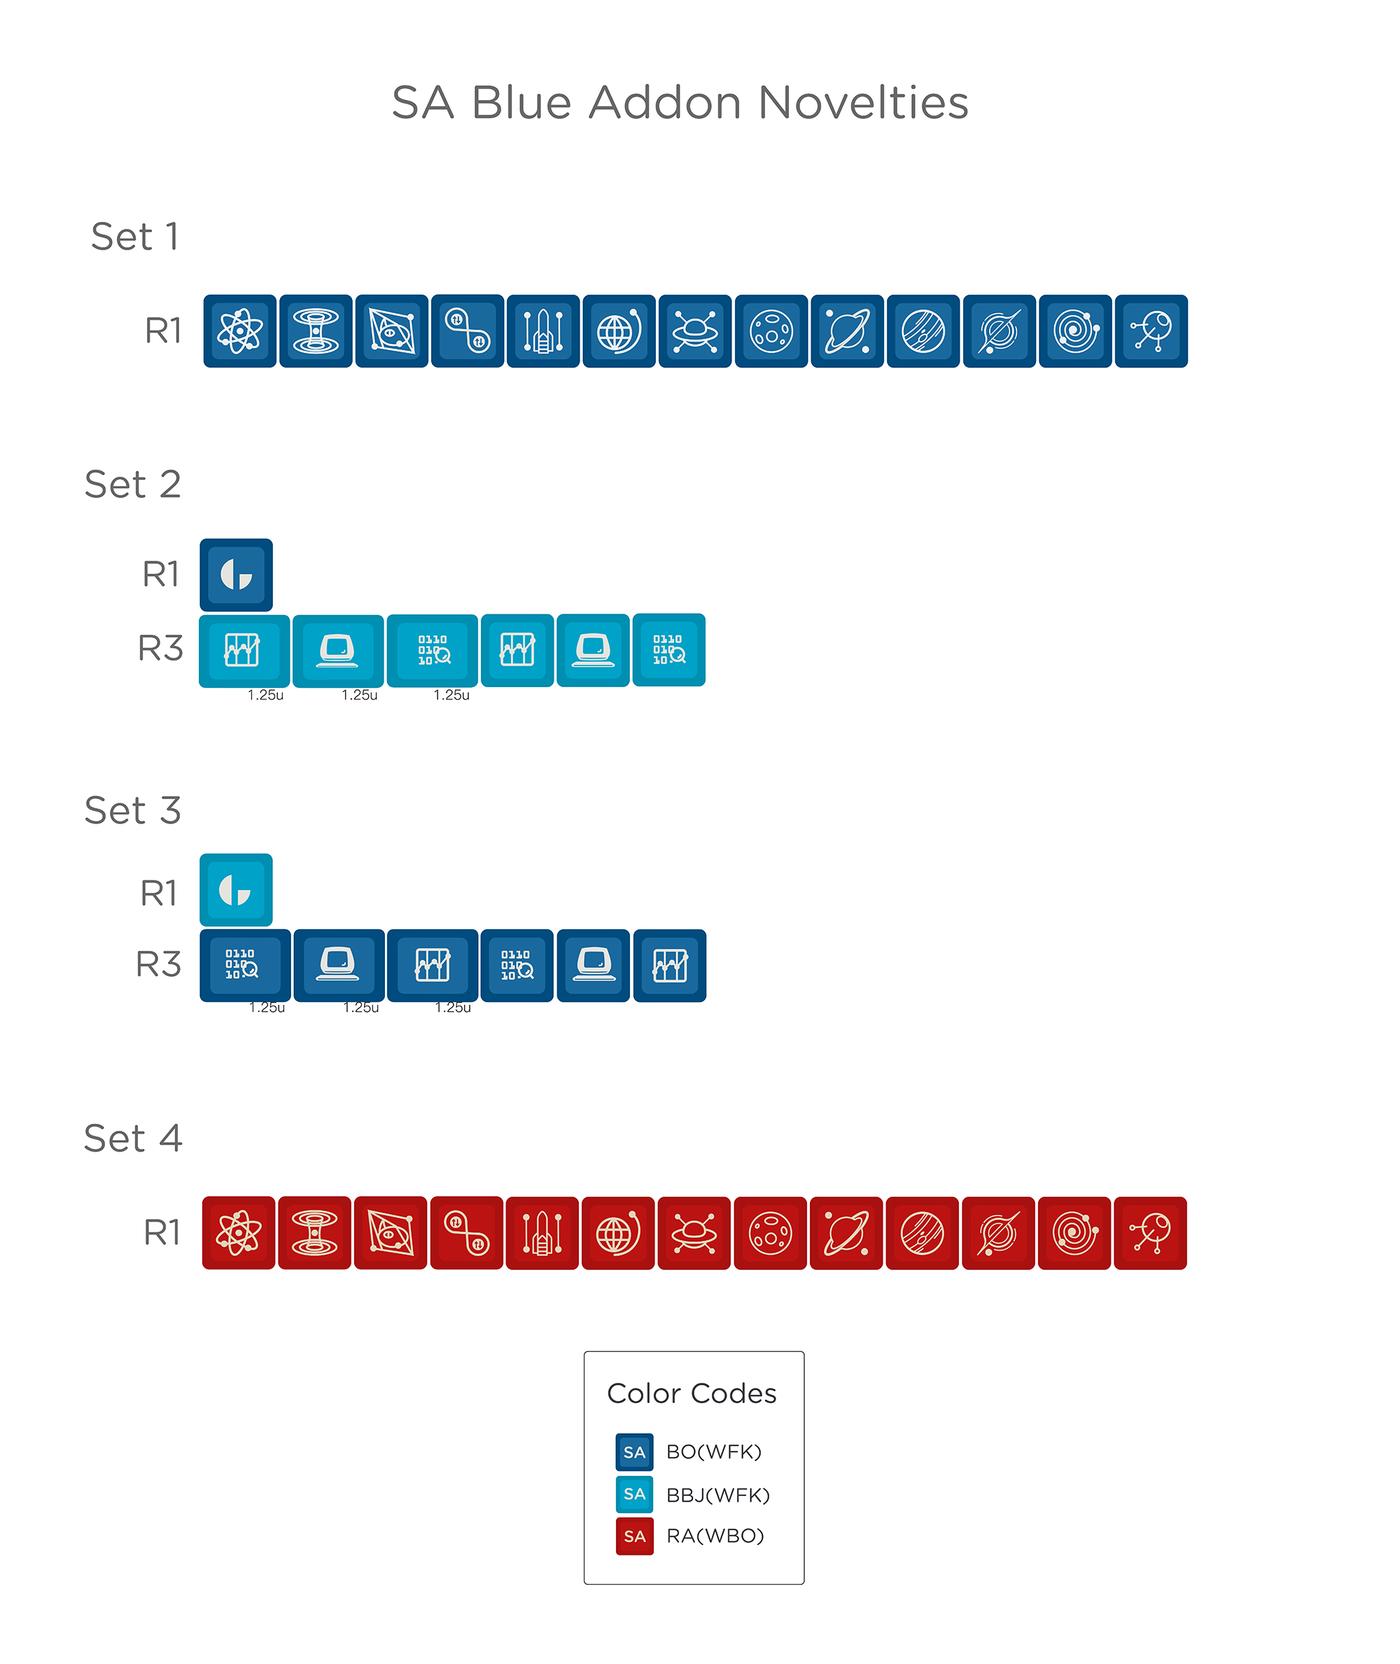 SA Blue Addon Novelties
Set 1
R1
Set 2
R1
R3
0110
010
10
0110
010
10
1.25u 1.25u 1.25u
Set 3
R1
R3
0110
010
10
0110
010
10
1.25u 1.25u 1.25u
Set 4
R1
Color Codes
SA BO(WFK)
SA BBJ(WFK)
SA RA(WBO)